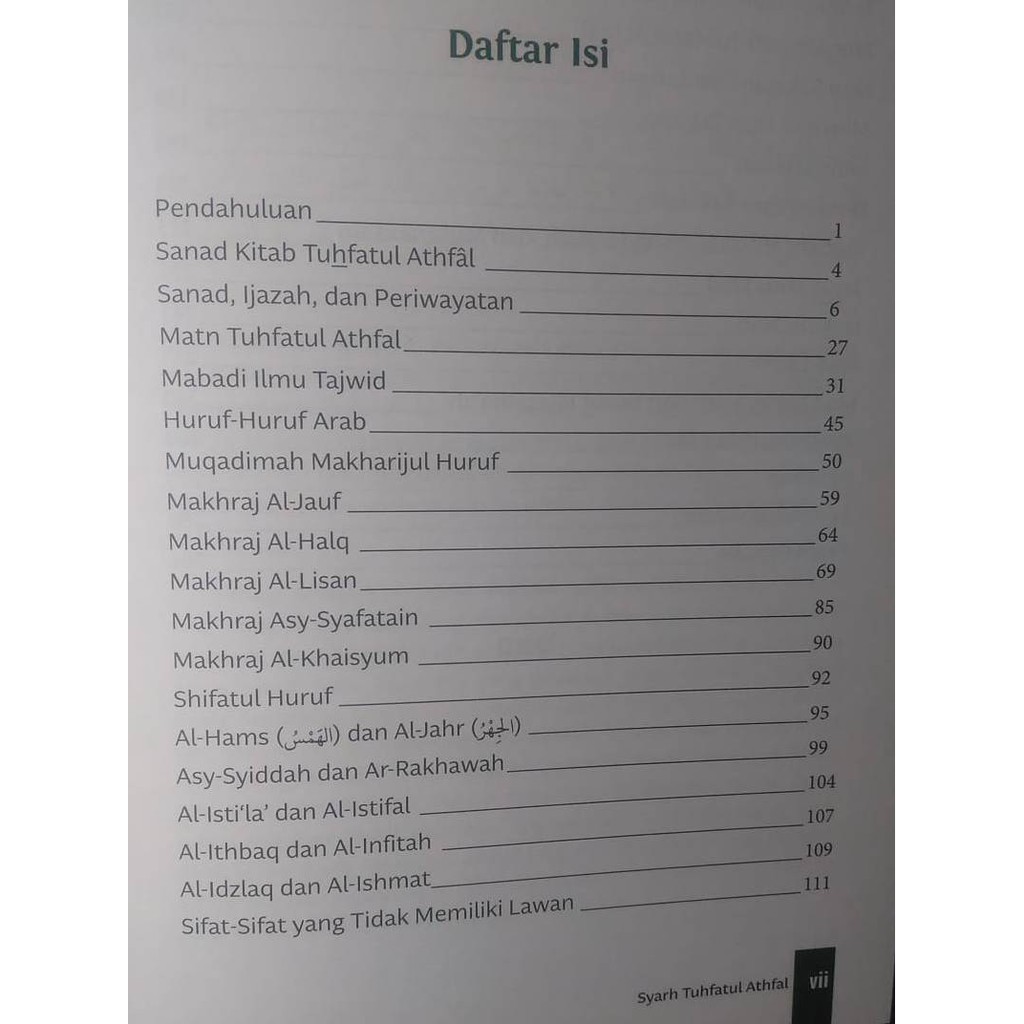 Daftar Isi
Pendahuluan 1
Sanad Kitab Tuẖfatul Athfâl 4
Sanad, Ijazah, dan Periwayatan 6
Matn Tuhfatul Athfal 27
Mabadi Ilmu Tajwid 31
Huruf-Huruf Arab 45
Muqadimah Makharijul Huruf 50
Makhraj Al-Jauf 59
Makhraj Al-Halq 64
Makhraj Al-Lisan 69
Makhraj Asy-Syafatain 85
Makhraj Al-Khaisyum 90
Shifatul Huruf 92
Al-Hams (الهَمْسُ) dan Al-Jahr (الجِهْرُ) 95
Asy-Syiddah dan Ar-Rakhawah 99
Al-Isti‘la’ dan Al-Istifal 104
Al-Ithbaq dan Al-Infitah 107
Al-Idzlaq dan Al-Ishmat 109
Sifat-Sifat yang Tidak Memiliki Lawan 111
Syarh Tuhfatul Athfal vii